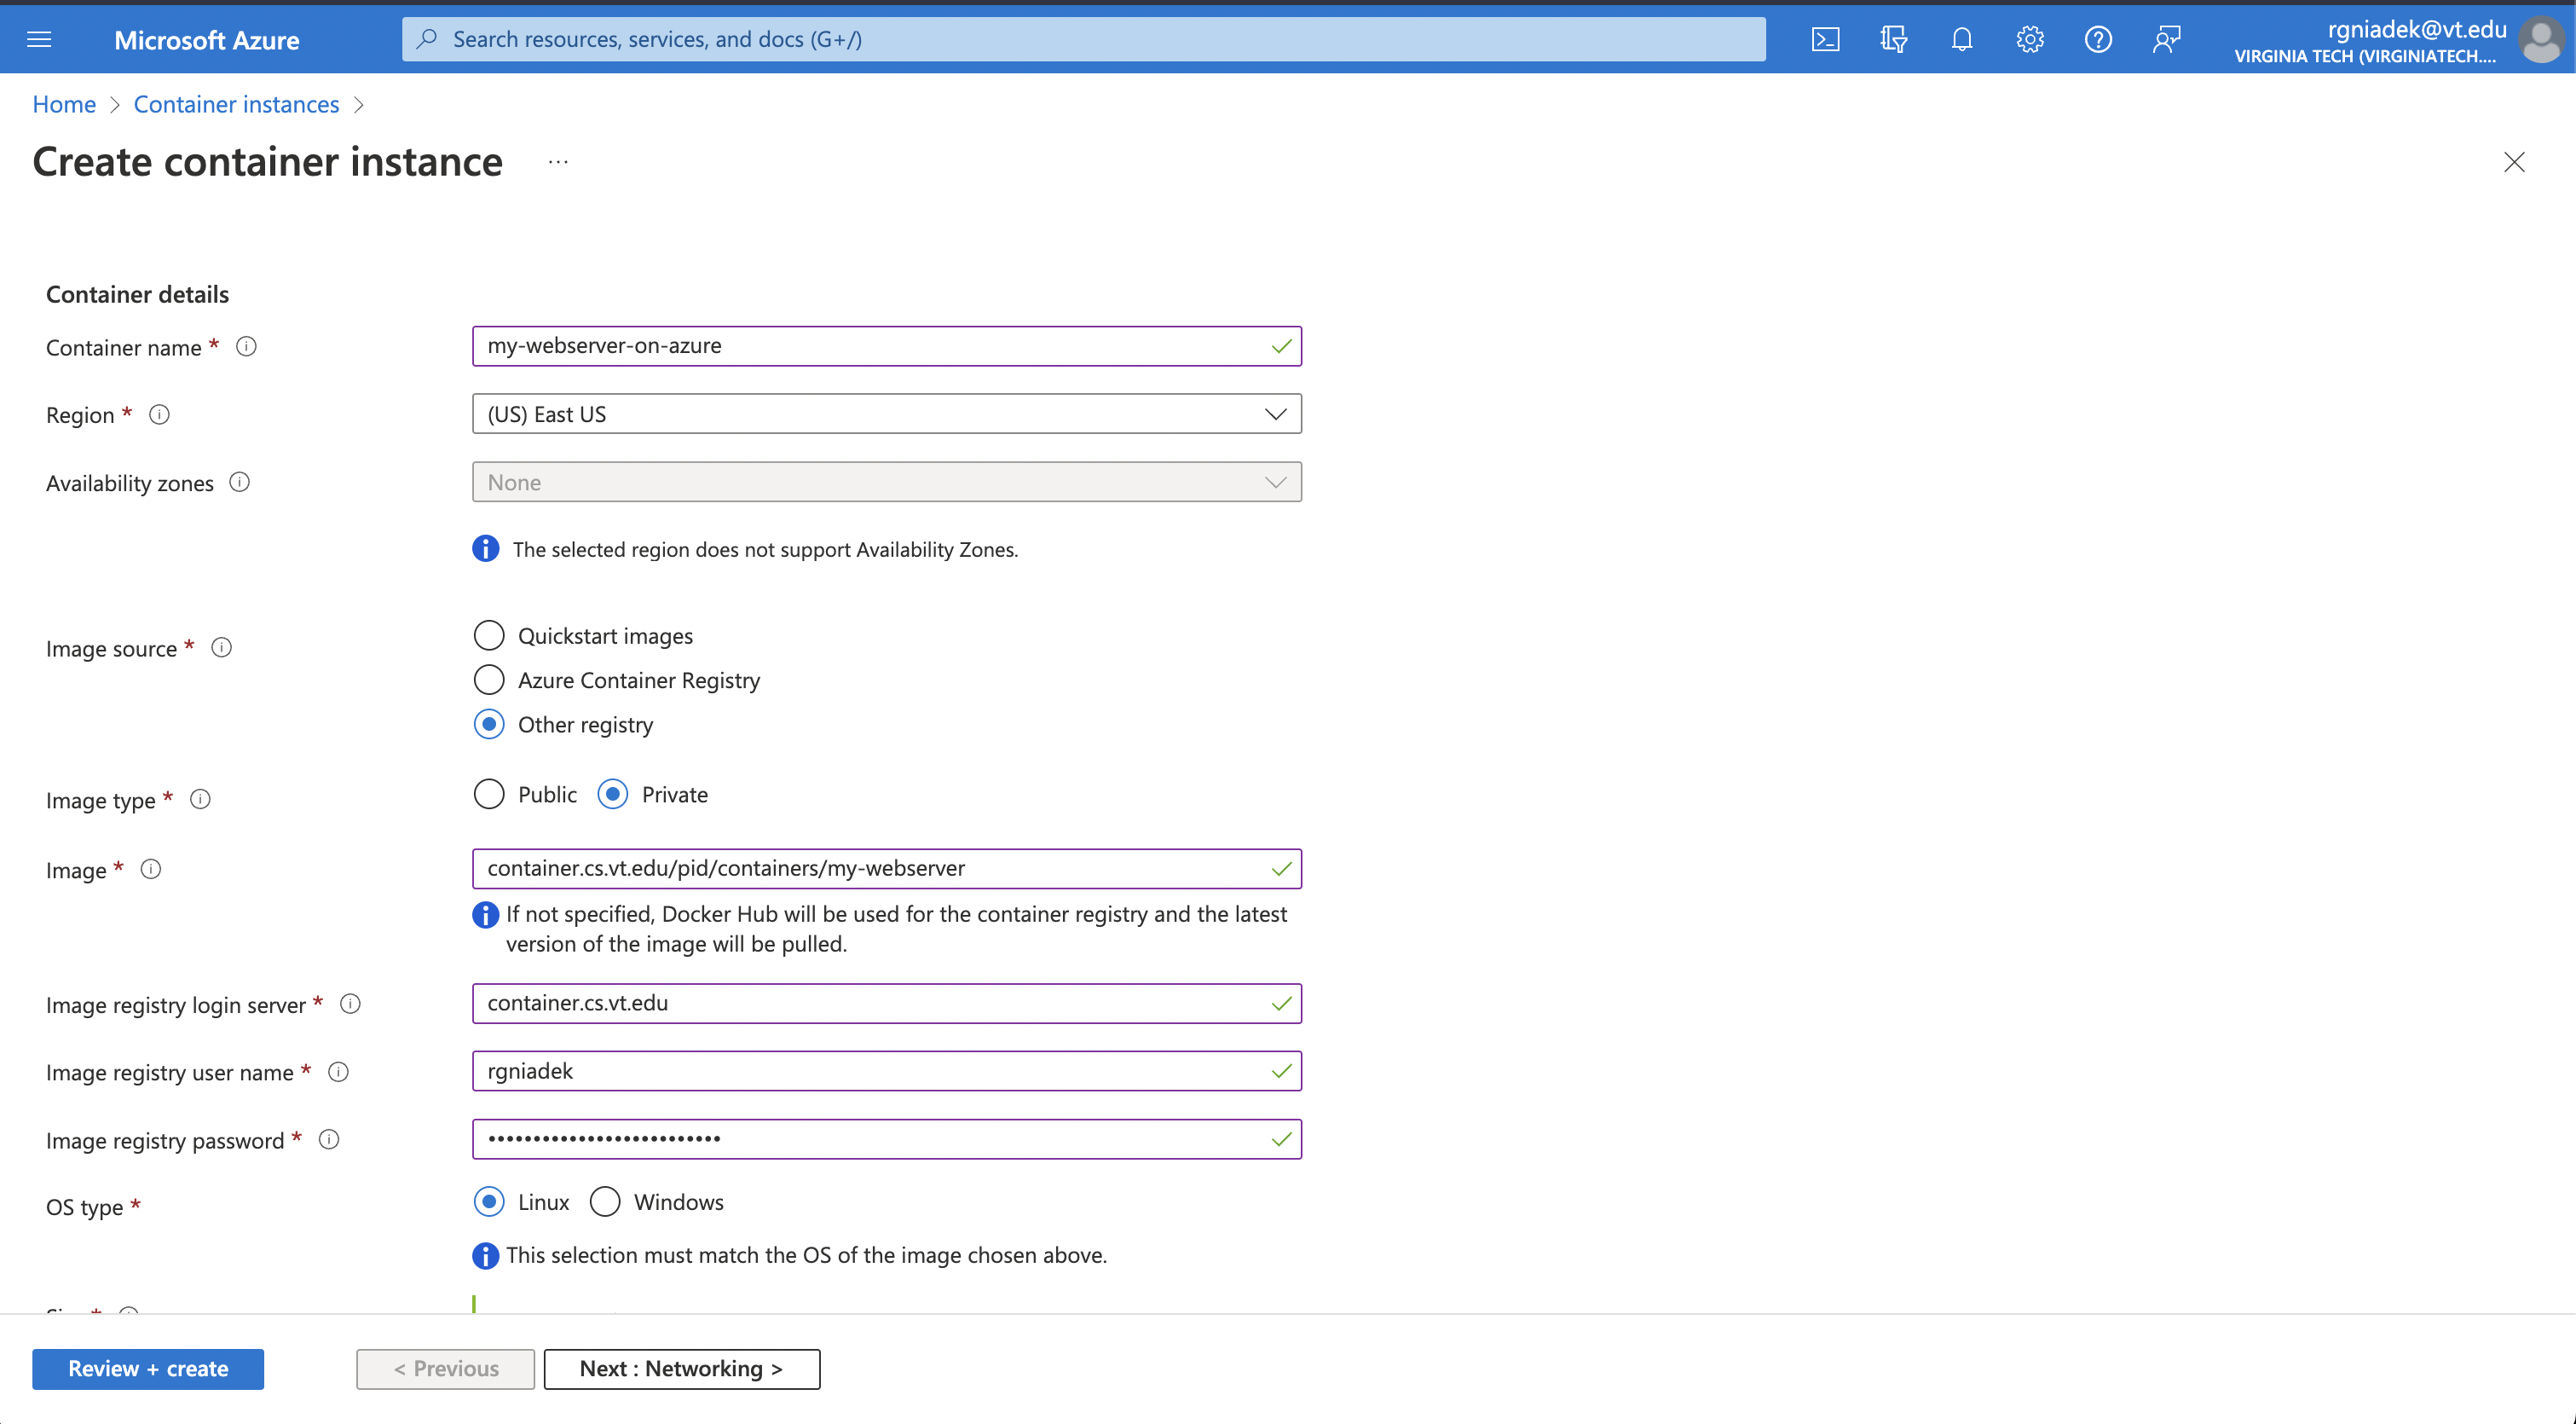 Microsoft Azure
Search resources, services, and docs (G+/)
rgniadek@vt.edu
VIRGINIA TECH (VIRGINIATECH....
Home > Container instances >
Create container instance ...
Container details
Container name *
my-webserver-on-azure
Region *
(US) East US
Availability zones
None
The selected region does not support Availability Zones.
Image source *
Quickstart images
Azure Container Registry
Other registry
Image type *
Public
Private
Image *
container.cs.vt.edu/pid/containers/my-webserver
If not specified, Docker Hub will be used for the container registry and the latest
version of the image will be pulled.
Image registry login server *
container.cs.vt.edu
Image registry user name *
rgniadek
Image registry password *
••••••••••••••••••••••••••
OS type *
Linux
Windows
This selection must match the OS of the image chosen above.
Review + create
< Previous
Next : Networking >